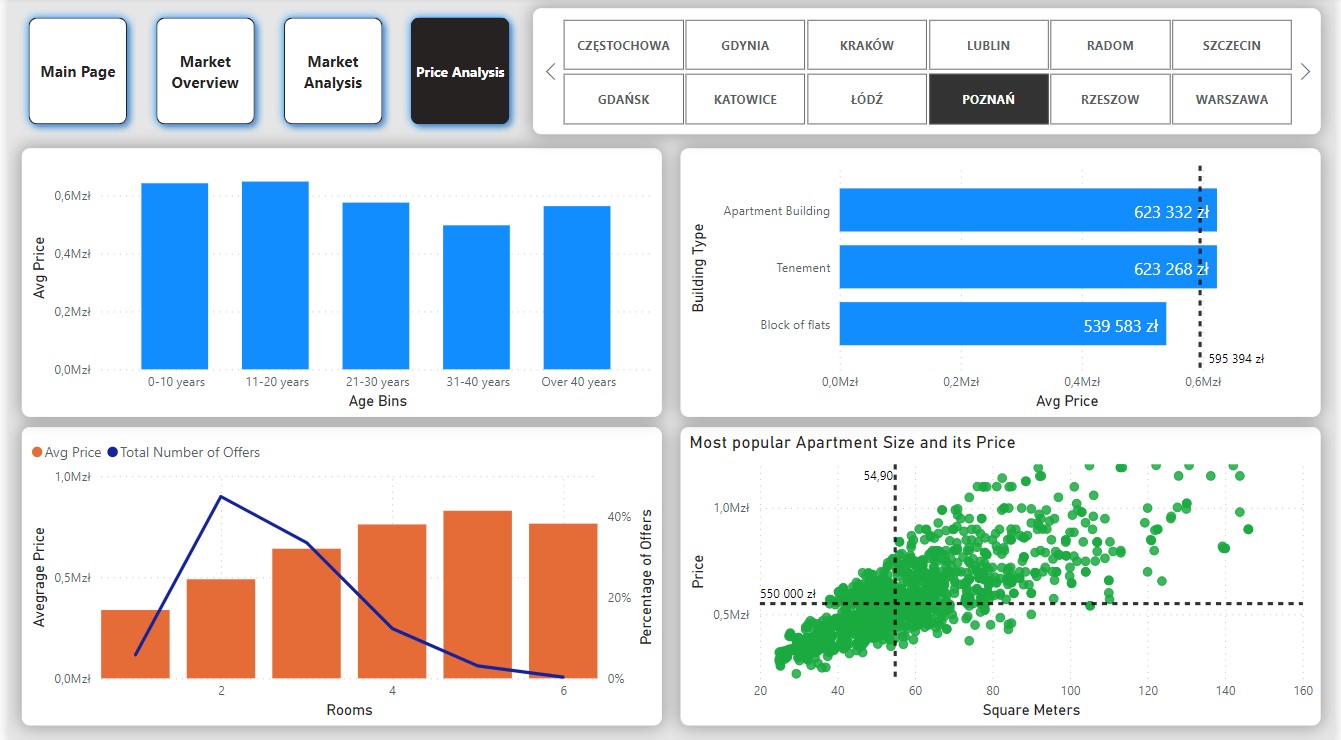 Main Page
Market
Overview
Market
Analysis
Price Analysis
CZĘSTOCHOWA GDYNIA KRAKÓW LUBLIN RADOM SZCZECIN
GDAŃSK KATOWICE ŁÓDŹ POZNAŃ RZESZOW WARSZAWA
Avg Price
0,6Mzł
0,4Mzł
0,2Mzł
0,0Mzł
0-10 years 11-20 years 21-30 years 31-40 years Over 40 years
Age Bins
Building Type
Apartment Building 623 332 zł
Tenement 623 268 zł
Block of flats 539 583 zł
595 394 zł
0,0Mzł 0,2Mzł 0,4Mzł 0,6Mzł
Avg Price
Avg Price Total Number of Offers
Avegrage Price
1,0Mzł
0,5Mzł
0,0Mzł
40%
20%
0%
Percentage of Offers
2 4 6
Rooms
Most popular Apartment Size and its Price
54,90
Price
1,0Mzł
550 000 zł
0,5Mzł
20 40 60 80 100 120 140 160
Square Meters